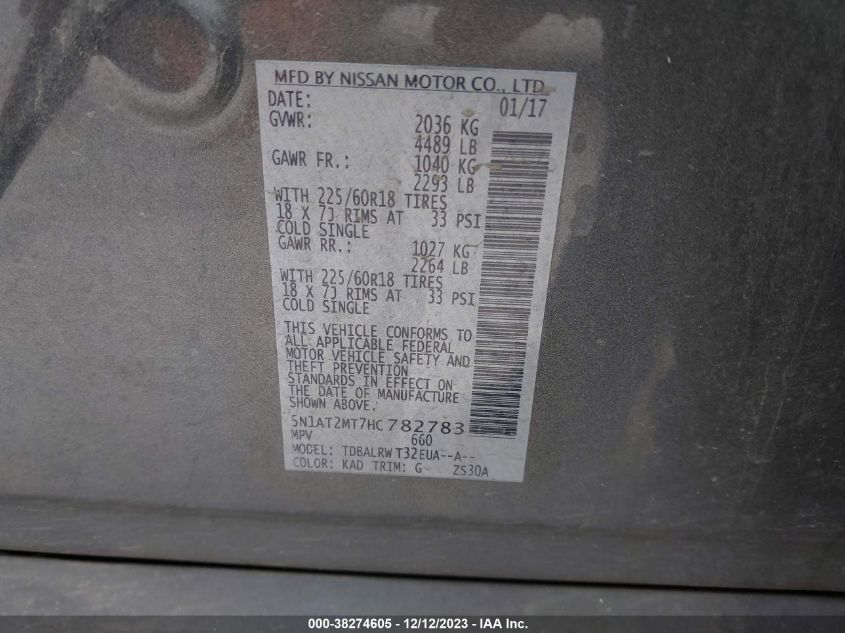 MFD BY NISSAN MOTOR CO., LTD.
DATE: 01/17
GVWR: 2036 KG
4489 LB
GAWR FR.: 1040 KG
2293 LB
WITH 225/60R18 TIRES
18 X 7J RIMS AT 33 PSI
COLD SINGLE
GAWR RR.: 1027 KG
2264 LB
WITH 225/60R18 TIRES
18 X 7J RIMS AT 33 PSI
COLD SINGLE
THIS VEHICLE CONFORMS TO
ALL APPLICABLE FEDERAL
MOTOR VEHICLE SAFETY AND
THEFT PREVENTION
STANDARDS IN EFFECT ON
THE DATE OF MANUFACTURE
SHOWN ABOVE.
5N1AT2MT7HC782783
MPV 660
MODEL: TDBALRW T32EUA--A--
COLOR: KAD TRIM: G ZS30A
000-38274605 - 12/12/2023 - IAA Inc.